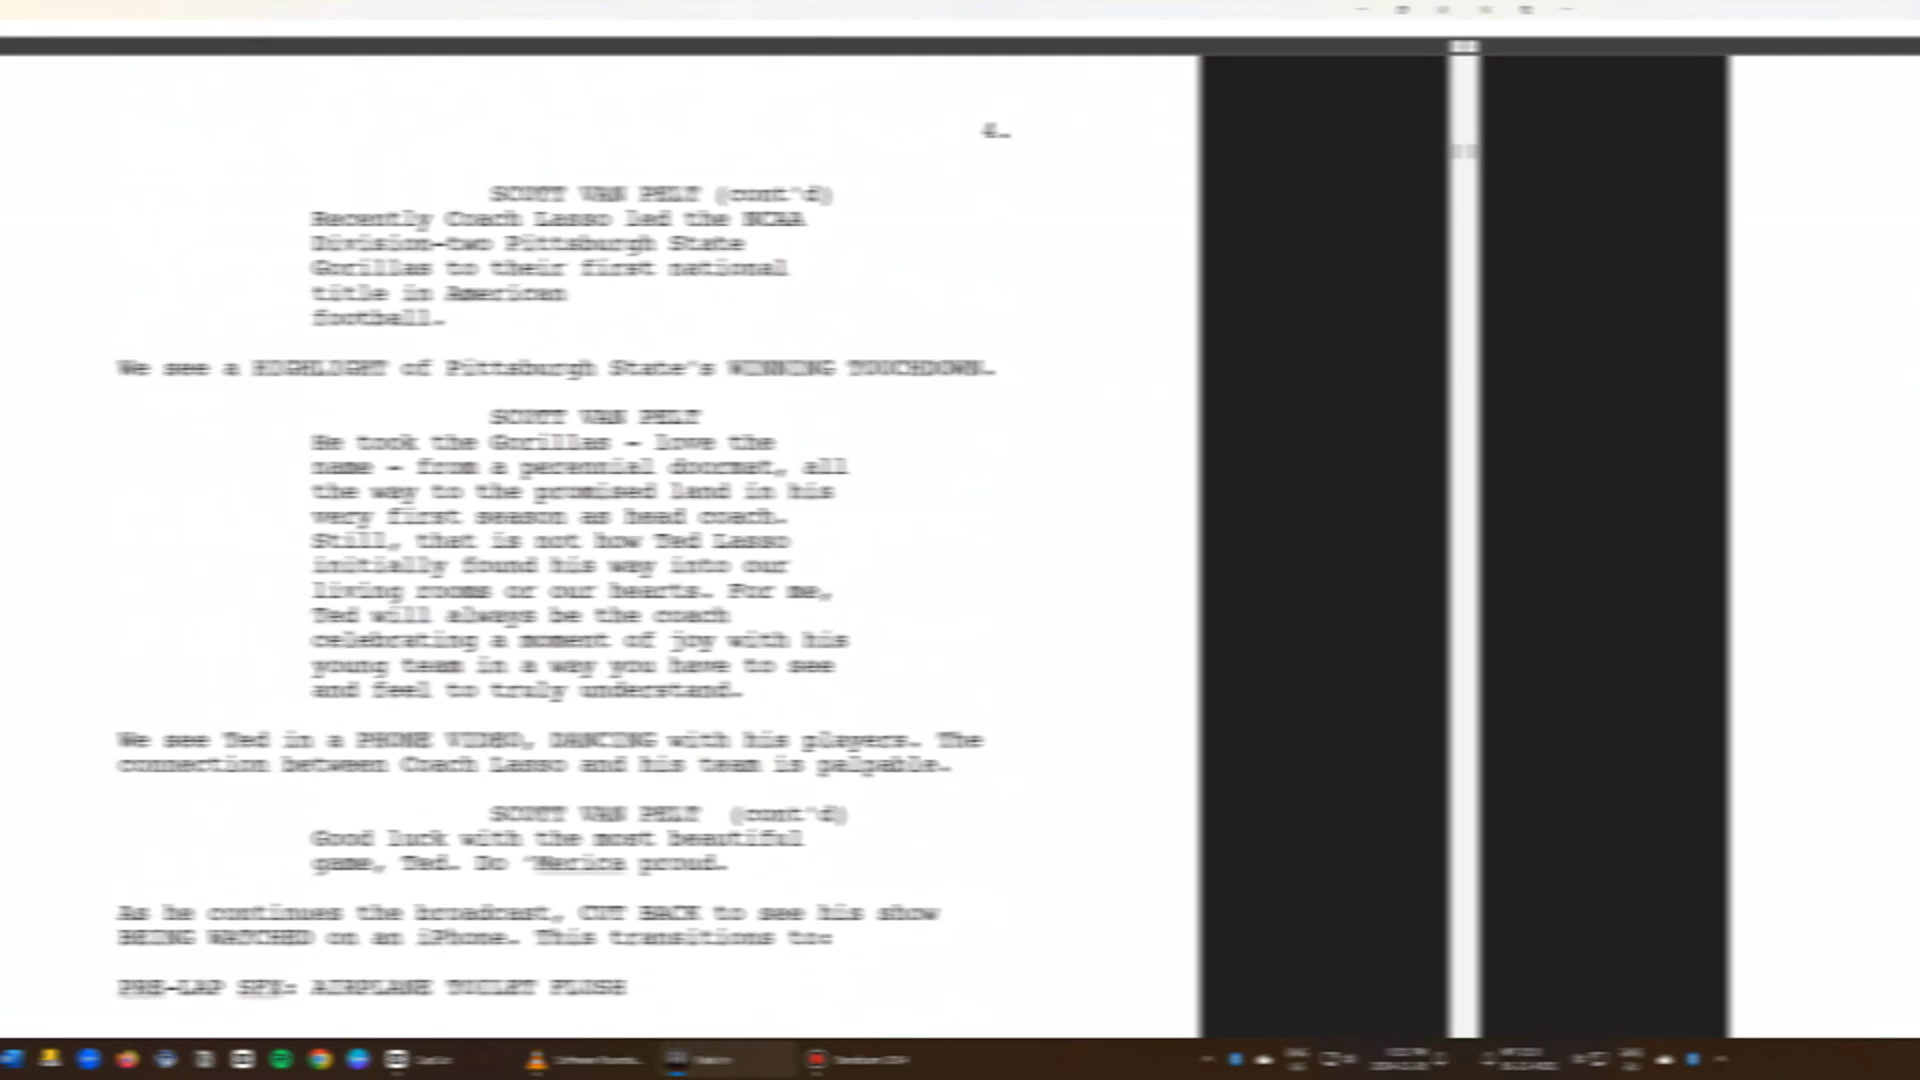 4.
SCOTT VAN PELT (cont'd)
Recently Coach Lasso led the NCAA
Division-two Pittsburgh State
Gorillas to their first national
title in American
football.
We see a HIGHLIGHT of Pittsburgh State's WINNING TOUCHDOWN.
SCOTT VAN PELT
He took the Gorillas - love the
name - from a perennial doormat, all
the way to the promised land in his
very first season as head coach.
Still, that is not how Ted Lasso
initially found his way into our
living rooms or our hearts. For me,
Ted will always be the coach
celebrating a moment of joy with his
young team in a way you have to see
and feel to truly understand.
We see Ted in a PHONE VIDEO, DANCING with his players. The
connection between Coach Lasso and his team is palpable.
SCOTT VAN PELT (cont'd)
Good luck with the most beautiful
game, Ted. Do 'Merica proud.
As he continues the broadcast, CUT BACK to see his show
BEING WATCHED on an iPhone. This transitions to:
PRE-LAP SFX: AIRPLANE TOILET FLUSH